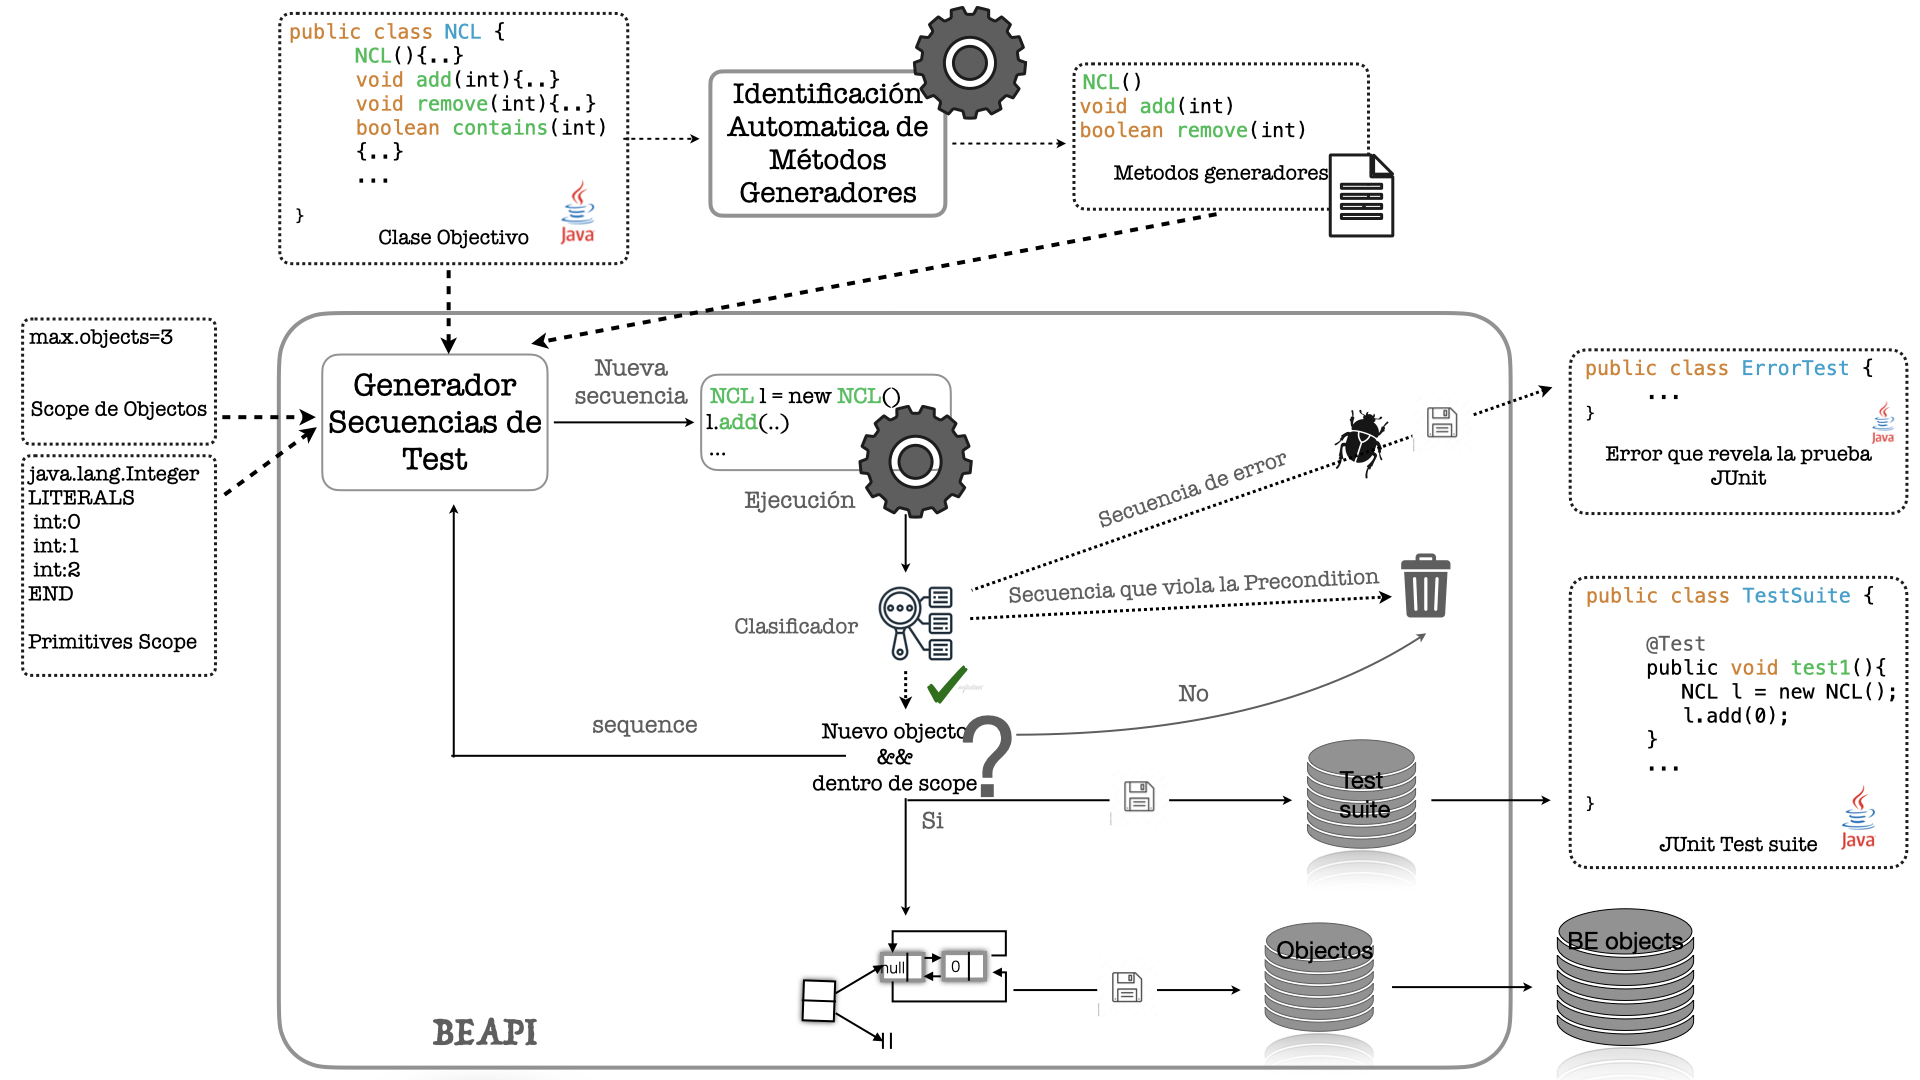 public class NCL {
NCL(){..}
void add(int){..}
void remove(int){..}
boolean contains(int)
{..}
...
}
Clase Objectivo
Java
Identificación
Automatica de
Métodos
Generadores
NCL()
void add(int)
boolean remove(int)
Metodos generadores
max.objects=3
Scope de Objectos
java.lang.Integer
LITERALS
int:0
int:1
int:2
END
Primitives Scope
Generador
Secuencias de
Test
Nueva
secuencia
NCL l = new NCL()
l.add(..)
...
Ejecución
Clasificador
Secuencia de error
Secuencia que viola la Precondition
No
sequence
Nuevo objecto
&&
dentro de scope
?
Si
Test
suite
null
0
Objectos
BE objects
BEAPI
public class ErrorTest {
...
}
Java
Error que revela la prueba
JUnit
public class TestSuite {
@Test
public void test1(){
NCL l = new NCL();
l.add(0);
}
...
}
Java
JUnit Test suite